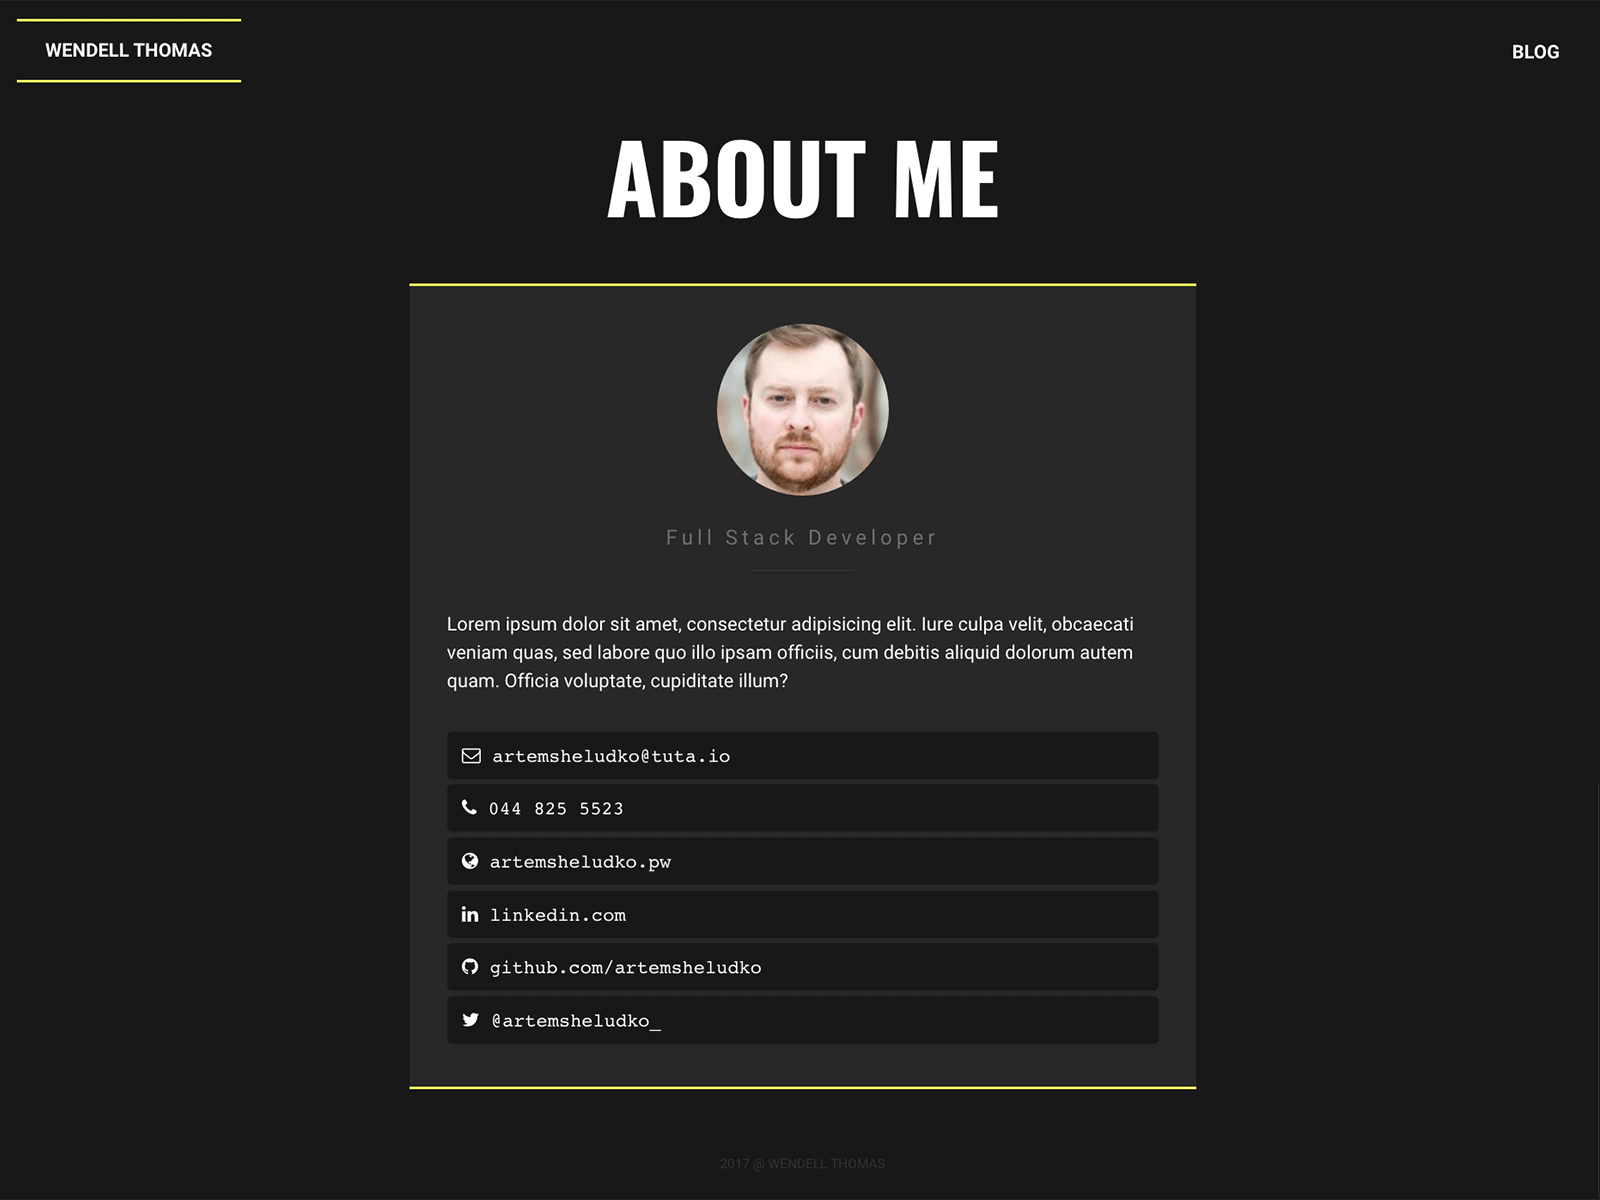 WENDELL THOMAS
BLOG
ABOUT ME
Full Stack Developer
Lorem ipsum dolor sit amet, consectetur adipisicing elit. Iure culpa velit, obcaecati
veniam quas, sed labore quo illo ipsam officiis, cum debitis aliquid dolorum autem
quam. Officia voluptate, cupiditate illum?
artemsheludko@tuta.io
044 825 5523
artemsheludko.pw
linkedin.com
github.com/artemsheludko
@artemsheludko_
2017 @ WENDELL THOMAS